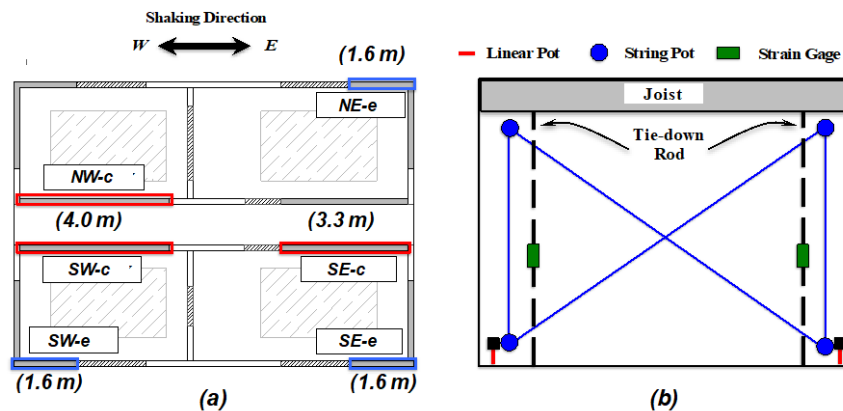 Shaking Direction
W E
(1.6 m)
NE-e
NW-c
(4.0 m) (3.3 m)
SW-c SE-c
SW-e SE-e
(1.6 m) (1.6 m)
(a)
Linear Pot String Pot Strain Gage
Joist
Tie-down
Rod
(b)